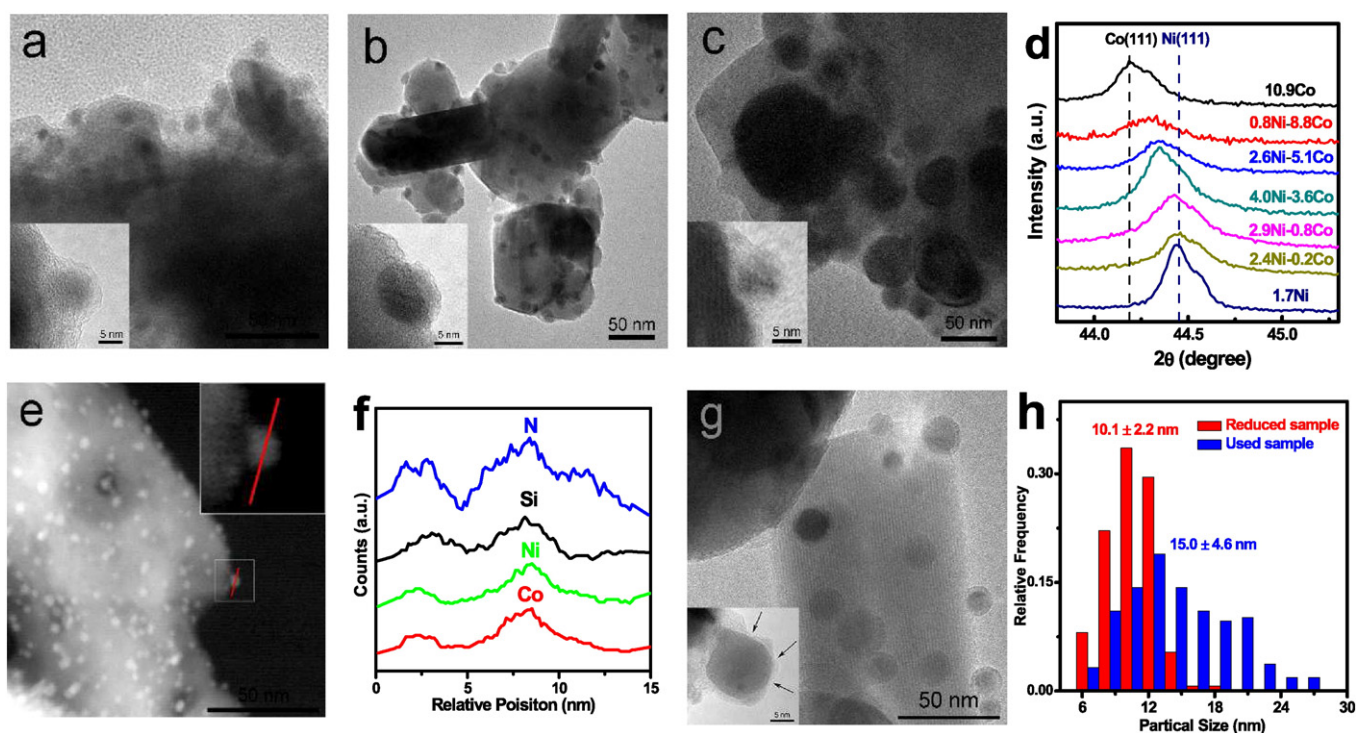 a
5 nm
b
5 nm
50 nm
c
5 nm
50 nm
d
Co(111) Ni(111)
10.9Co
0.8Ni-8.8Co
2.6Ni-5.1Co
4.0Ni-3.6Co
2.9Ni-0.8Co
2.4Ni-0.2Co
1.7Ni
Intensity (a.u.)
44.0 44.5 45.0
2θ (degree)
e
50 nm
f
N
Si
Ni
Co
Counts (a.u.)
0 5 10 15
Relative Poisiton (nm)
g
5 nm
50 nm
h
Reduced sample
Used sample
10.1 ± 2.2 nm
15.0 ± 4.6 nm
Relative Frequency
0.30
0.15
0.00
6 12 18 24 30
Partical Size (nm)